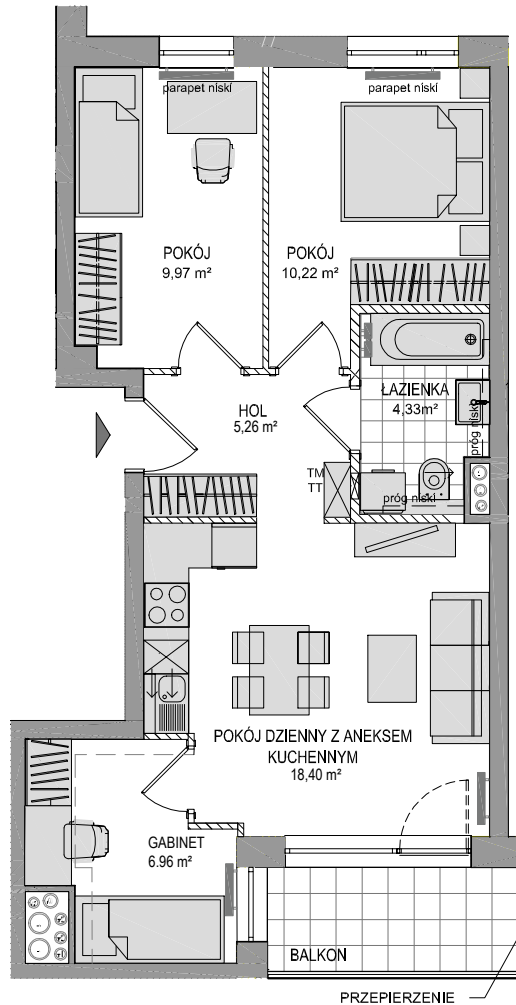 parapet niski
parapet niski
POKÓJ
9,97 m²
POKÓJ
10,22 m²
HOL
5,26 m²
ŁAZIENKA
4,33m²
próg nisko
TM
TT
próg niski
POKÓJ DZIENNY Z ANEKSEM
KUCHENNYM
18,40 m²
GABINET
6.96 m²
BALKON
PRZEPIERZENIE